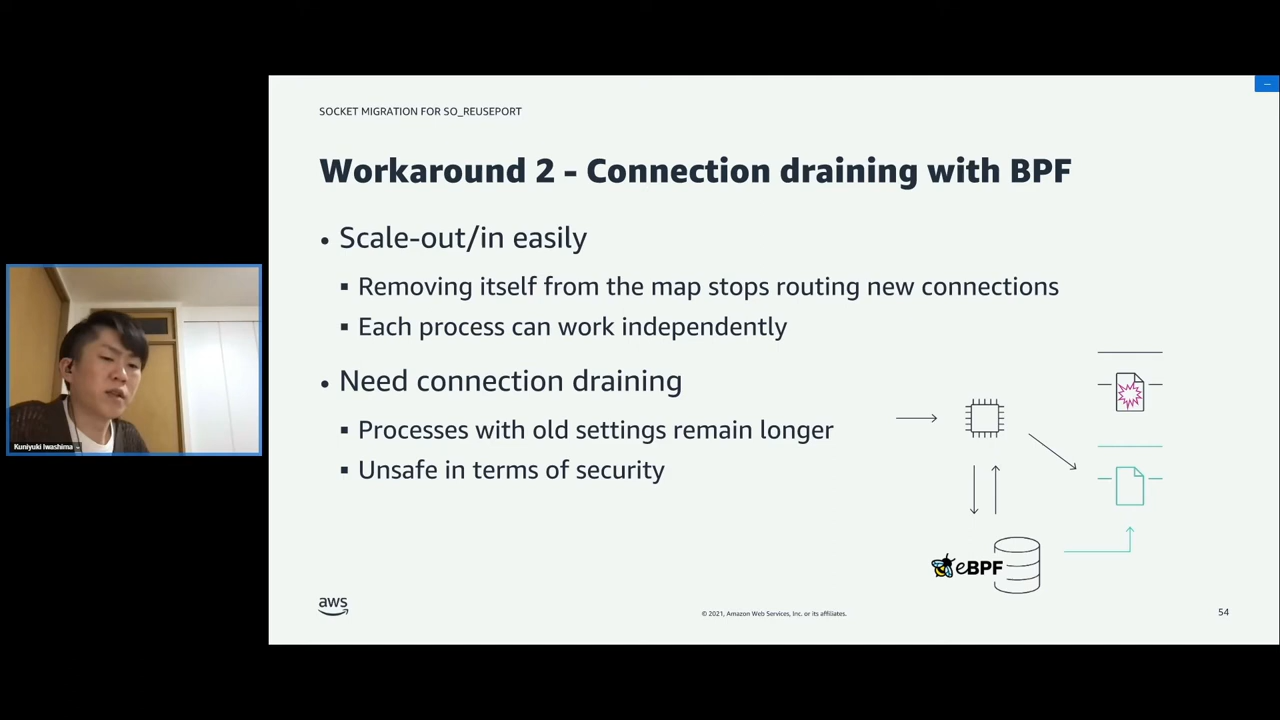 SOCKET MIGRATION FOR SO_REUSEPORT
Workaround 2 - Connection draining with BPF
• Scale-out/in easily
▪ Removing itself from the map stops routing new connections
▪ Each process can work independently
• Need connection draining
▪ Processes with old settings remain longer
▪ Unsafe in terms of security
eBPF
Kuniyuki Iwashima
aws
© 2021, Amazon Web Services, Inc. or its affiliates.
54